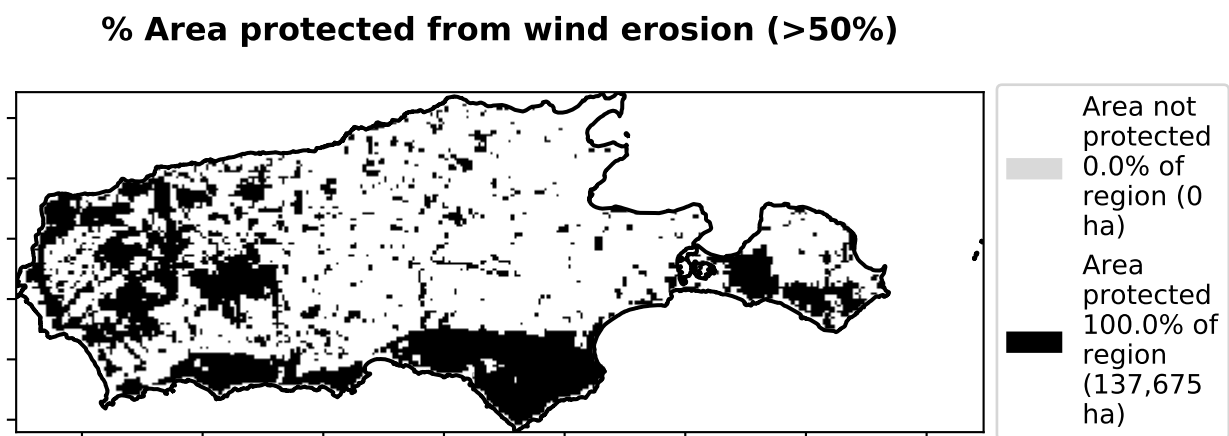 % Area protected from wind erosion (>50%)
Area not
protected
0.0% of
region (0
ha)
Area
protected
100.0% of
region
(137,675
ha)